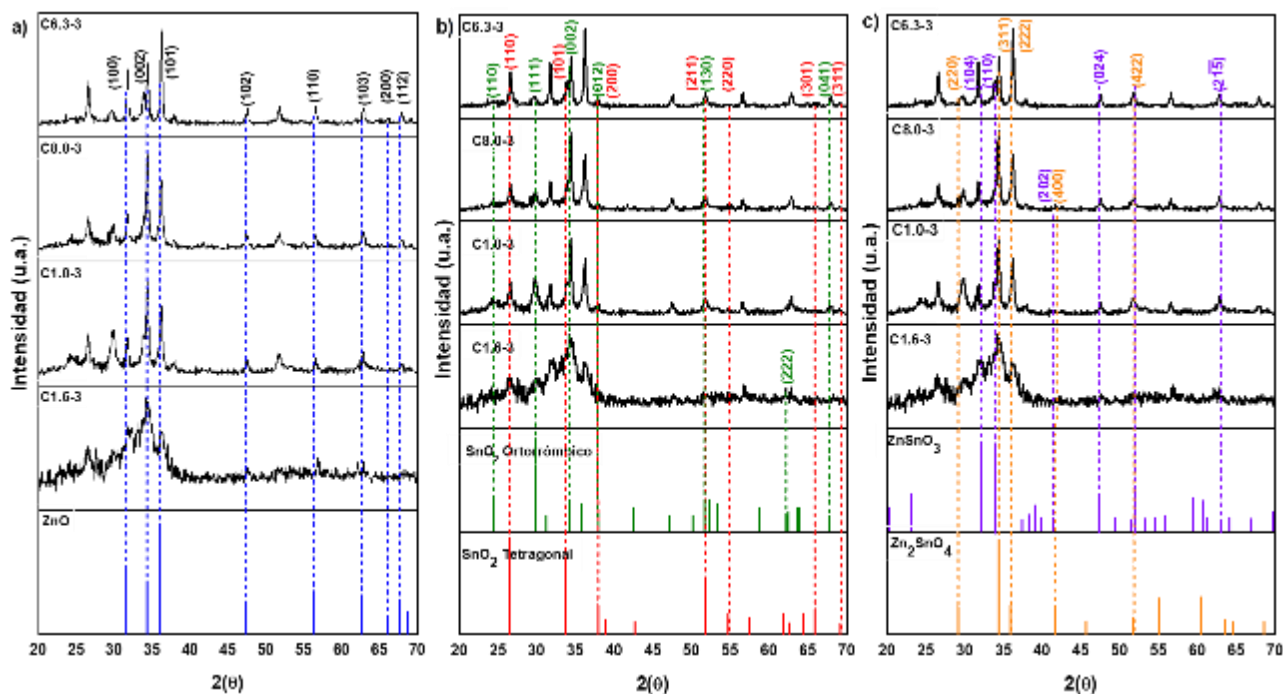 a)
C6.3-3
(100)
(002)
(101)
(102)
(110)
(103)
(200)
(112)
C8.0-3
C1.0-3
C1.6-3
ZnO
Intensidad (u.a.)
20 25 30 35 40 45 50 55 60 65 70
2(θ)
b)
C6.3-3
(110)
(110)
(111)
(101)
(002)
(012)
(200)
(211)
(130)
(220)
(301)
(041)
(311)
C8.0-3
C1.0-3
C1.6-3
(222)
SnO2 Ortorrómbico
SnO2 Tetragonal
Intensidad (u.a.)
20 25 30 35 40 45 50 55 60 65 70
2(θ)
c)
C6.3-3
(220)
(104)
(110)
(311)
(222)
(024)
(422)
(215)
C8.0-3
(202)
(400)
C1.0-3
C1.6-3
ZnSnO3
Zn2SnO4
Intensidad (u.a.)
20 25 30 35 40 45 50 55 60 65 70
2(θ)